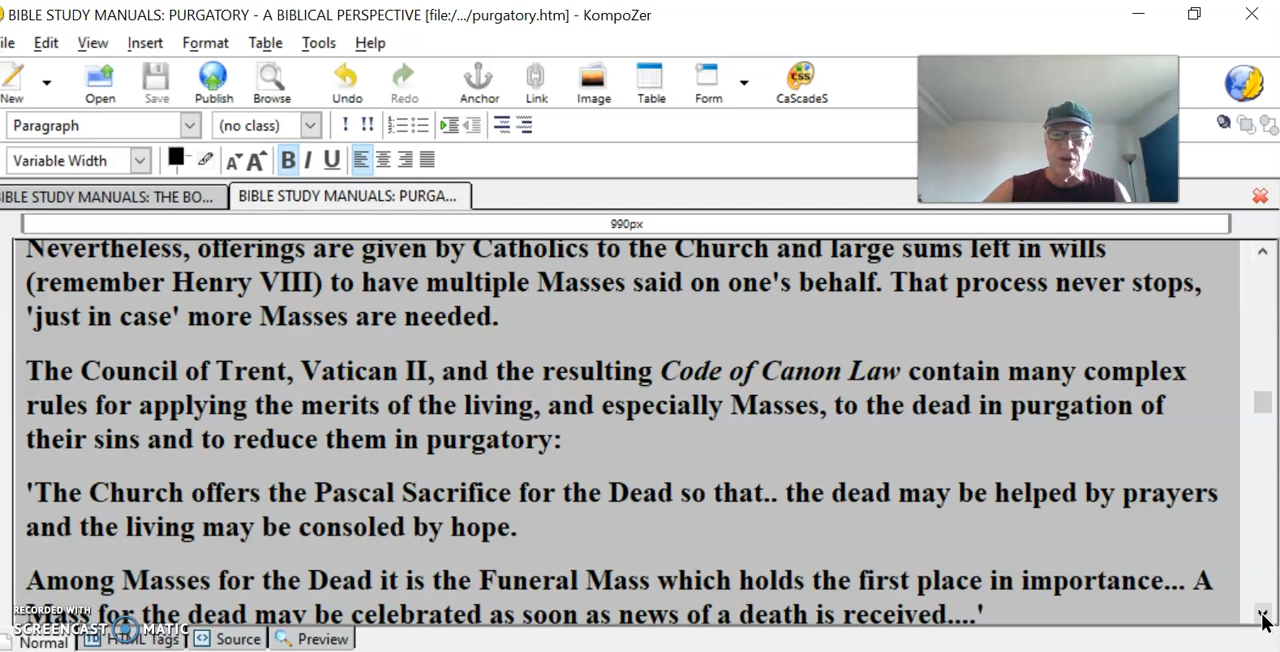 BIBLE STUDY MANUALS: PURGATORY - A BIBLICAL PERSPECTIVE [file:/.../purgatory.htm] - KompoZer
ile Edit View Insert Format Table Tools Help
New Open Save Publish Browse Undo Redo Anchor Link Image Table Form CaScadeS
Paragraph (no class) ! !!
Variable Width A A B I U
IBLE STUDY MANUALS: THE BO... BIBLE STUDY MANUALS: PURGA...
990px
Nevertheless, offerings are given by Catholics to the Church and large sums left in wills
(remember Henry VIII) to have multiple Masses said on one's behalf. That process never stops,
'just in case' more Masses are needed.
The Council of Trent, Vatican II, and the resulting Code of Canon Law contain many complex
rules for applying the merits of the living, and especially Masses, to the dead in purgation of
their sins and to reduce them in purgatory:
'The Church offers the Pascal Sacrifice for the Dead so that.. the dead may be helped by prayers
and the living may be consoled by hope.
Among Masses for the Dead it is the Funeral Mass which holds the first place in importance... A
for the dead may be celebrated as soon as news of a death is received....'
RECORDED WITH
SCREENCAST MATIC
Normal HTML Tags Source Preview